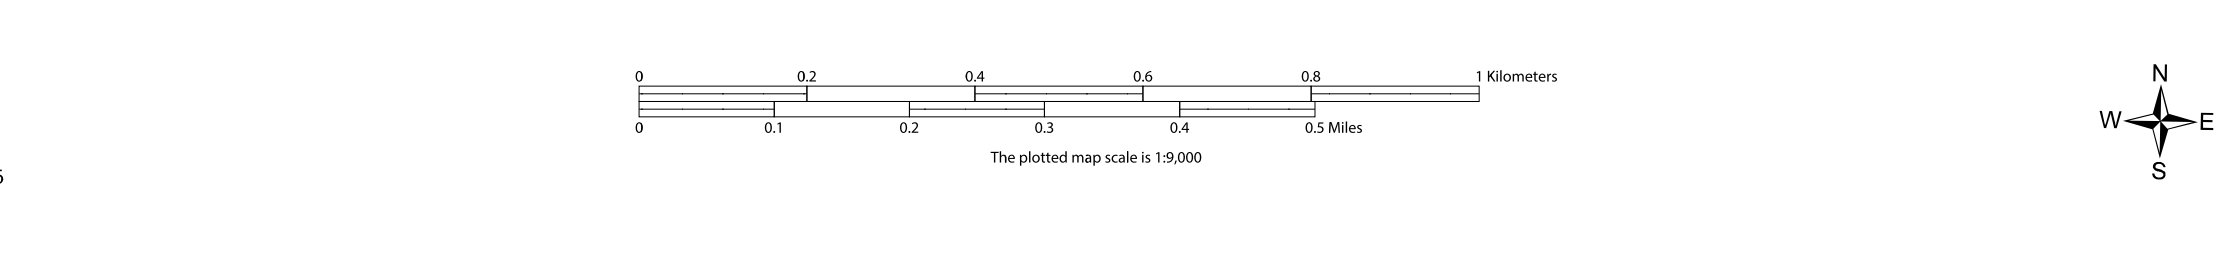 0 0.2 0.4 0.6 0.8 1 Kilometers
0 0.1 0.2 0.3 0.4 0.5 Miles
The plotted map scale is 1:9,000
N
W E
S